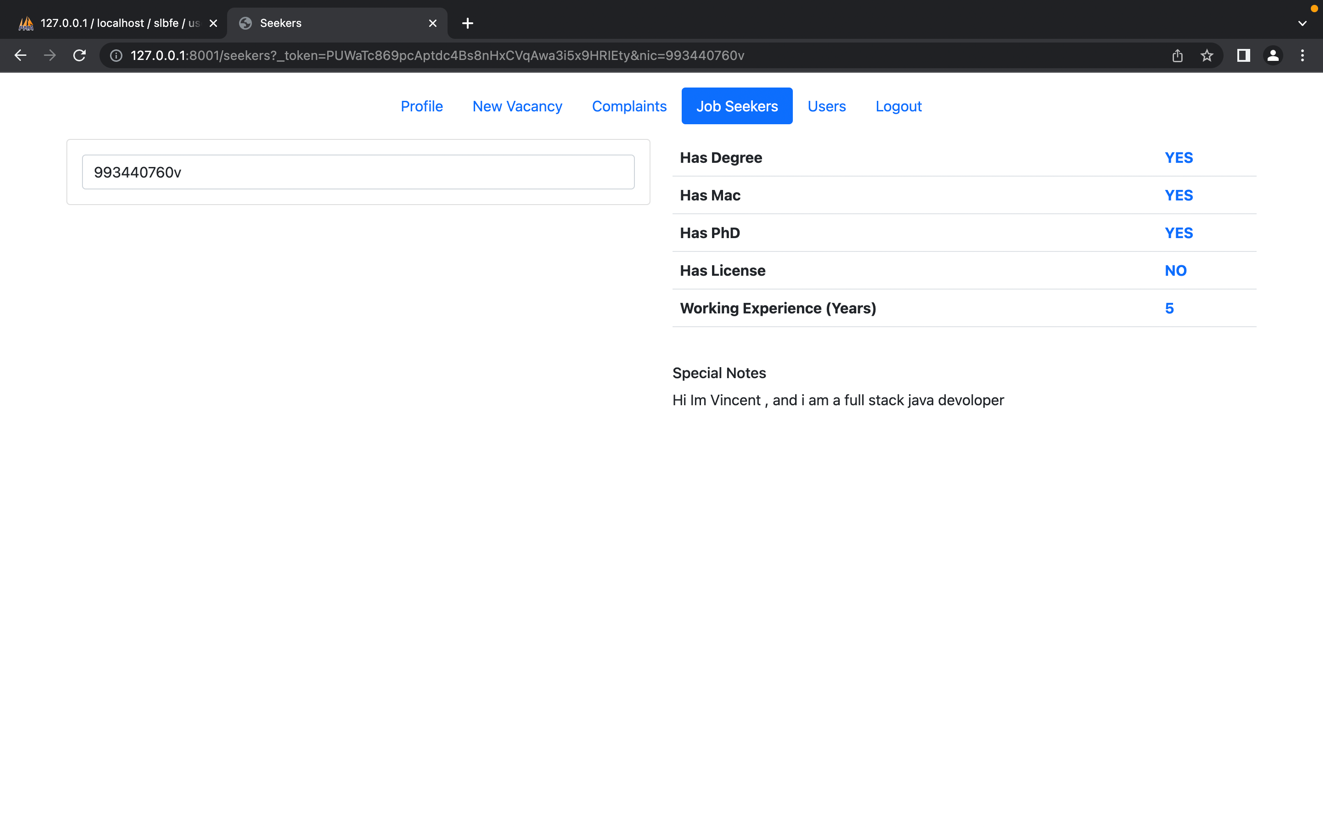 127.0.0.1 / localhost / slbfe / us
Seekers
127.0.0.1:8001/seekers?_token=PUWaTc869pcAptdc4Bs8nHxCVqAwa3i5x9HRIEty&nic=993440760v
Profile New Vacancy Complaints Job Seekers Users Logout
993440760v
Has Degree YES
Has Mac YES
Has PhD YES
Has License NO
Working Experience (Years) 5
Special Notes
Hi Im Vincent , and i am a full stack java devoloper